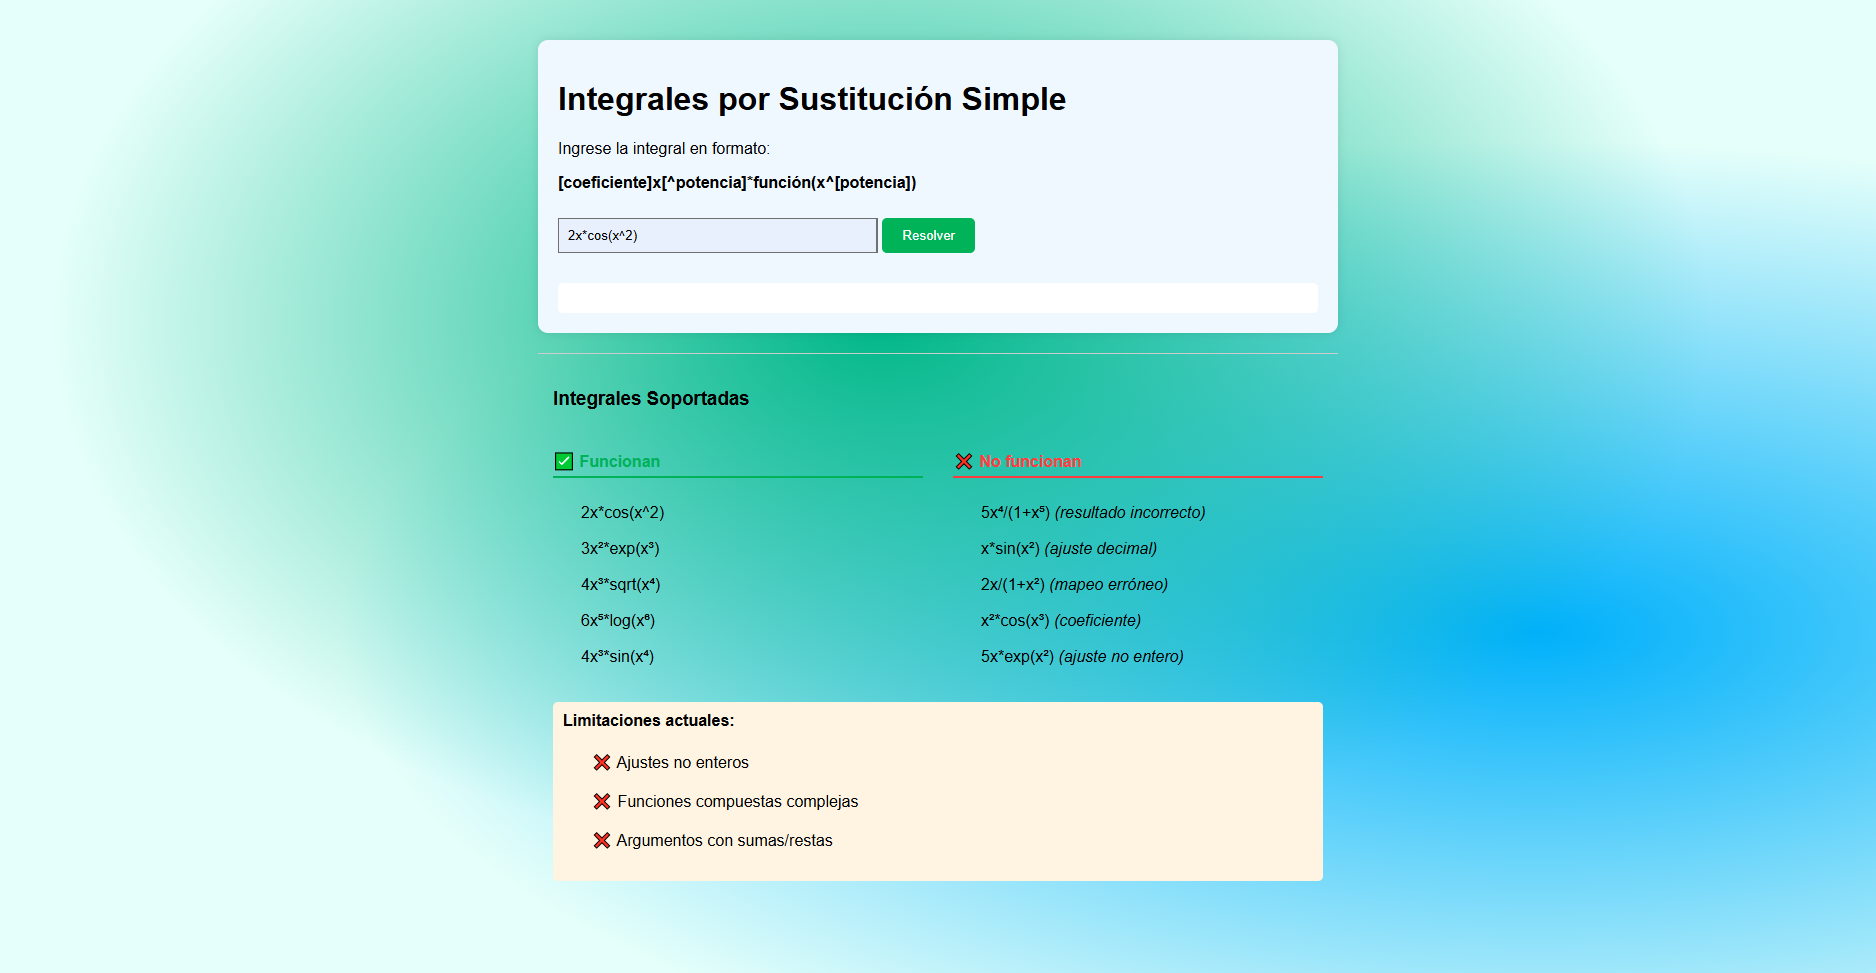 Integrales por Sustitución Simple
Ingrese la integral en formato:
[coeficiente]x[^potencia]*función(x^[potencia])
2x*cos(x^2)
Resolver
Integrales Soportadas
✅ Funcionan
2x*cos(x^2)
3x²*exp(x³)
4x³*sqrt(x⁴)
6x⁵*log(x⁶)
4x³*sin(x⁴)
❌ No funcionan
5x⁴/(1+x⁵) (resultado incorrecto)
x*sin(x²) (ajuste decimal)
2x/(1+x²) (mapeo erróneo)
x²*cos(x³) (coeficiente)
5x*exp(x²) (ajuste no entero)
Limitaciones actuales:
❌ Ajustes no enteros
❌ Funciones compuestas complejas
❌ Argumentos con sumas/restas